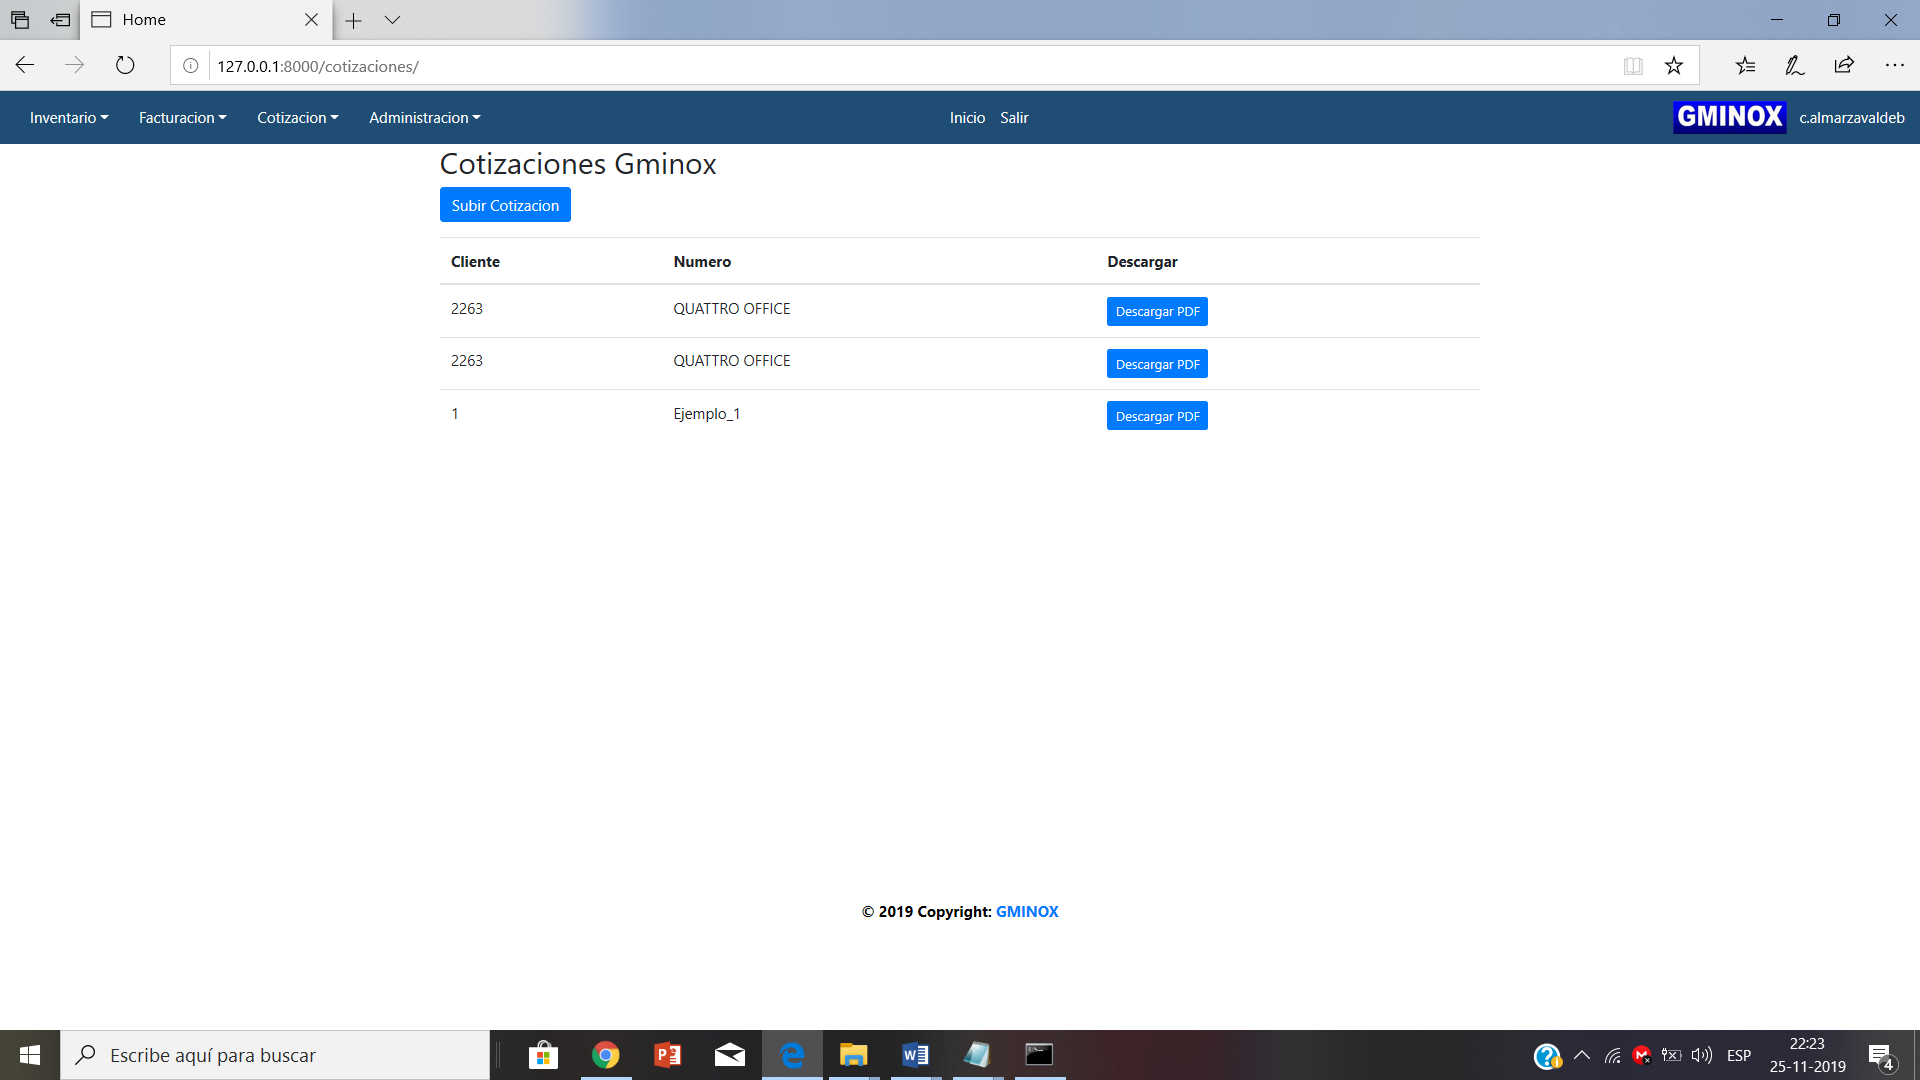 Home
127.0.0.1:8000/cotizaciones/
Inventario Facturacion Cotizacion Administracion Inicio Salir GMINOX c.almarzavaldeb
Cotizaciones Gminox
Subir Cotizacion
Cliente Numero Descargar
2263 QUATTRO OFFICE Descargar PDF
2263 QUATTRO OFFICE Descargar PDF
1 Ejemplo_1 Descargar PDF
© 2019 Copyright: GMINOX
Escribe aquí para buscar
ESP
22:23
25-11-2019
4